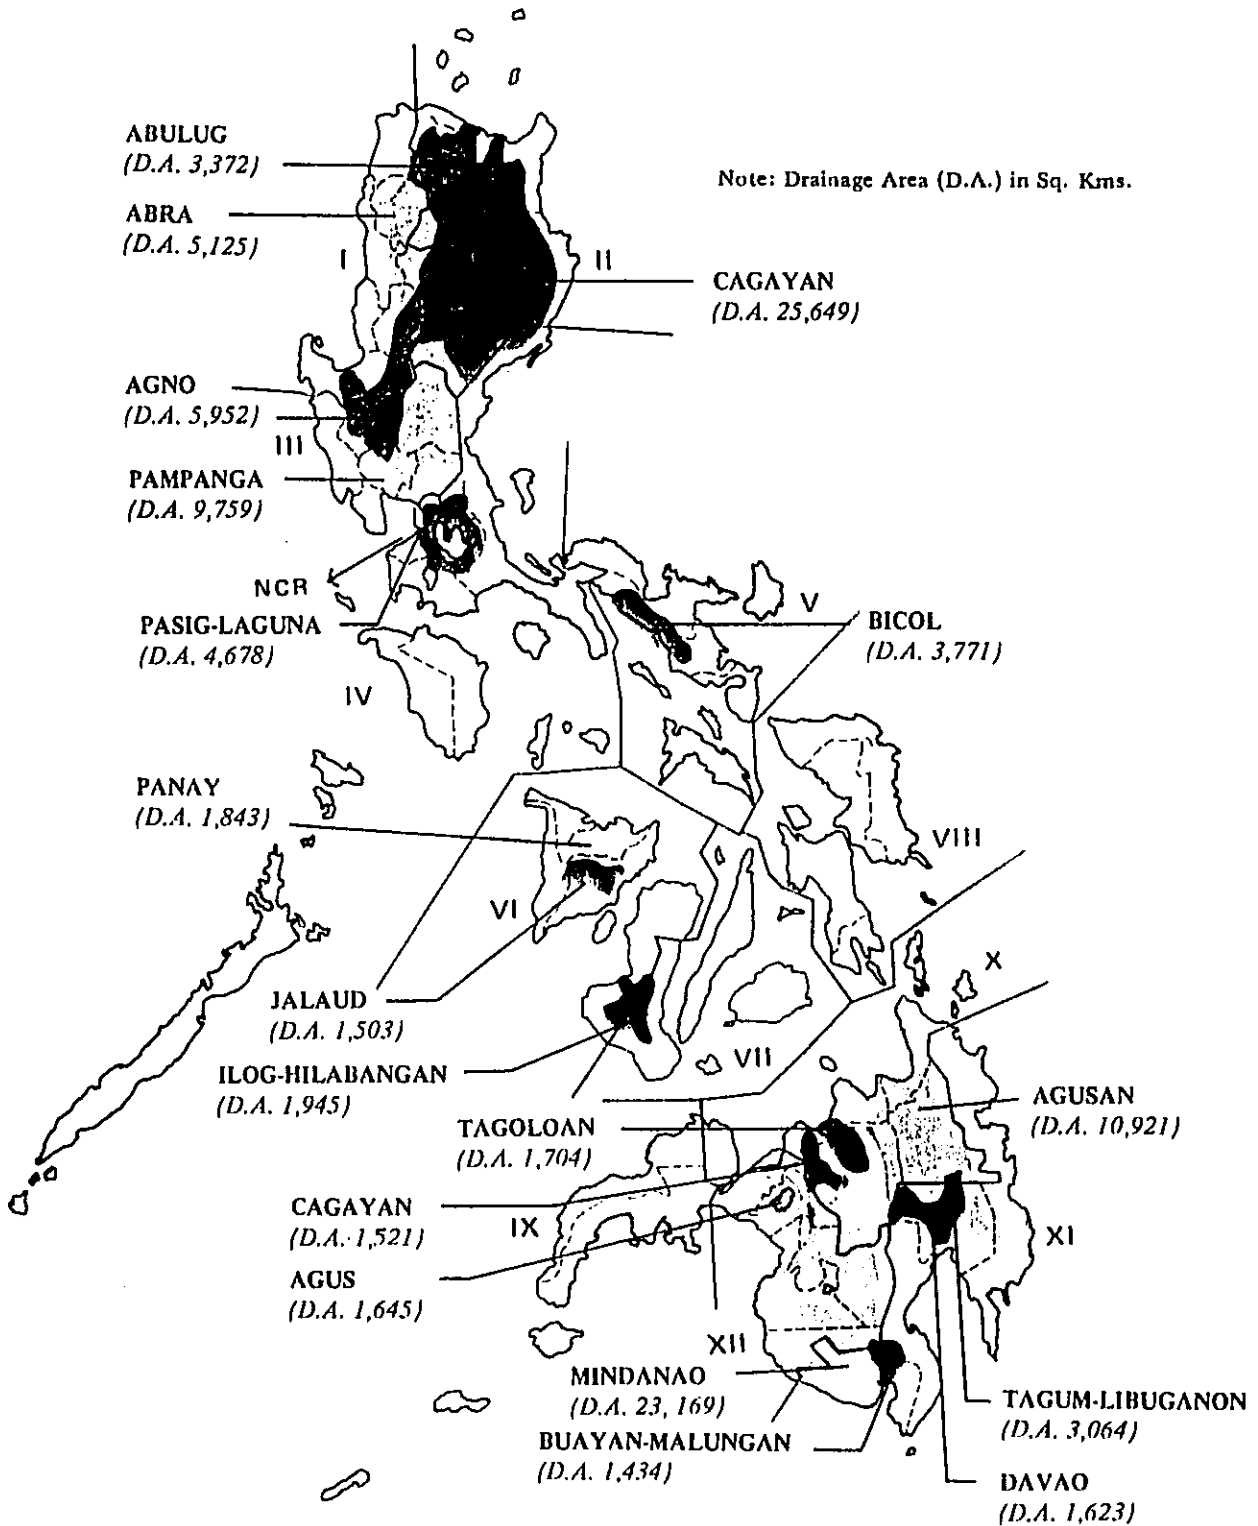 ABULUG
(D.A. 3,372)
Note: Drainage Area (D.A.) in Sq. Kms.
ABRA
(D.A. 5,125)
I
II
CAGAYAN
(D.A. 25,649)
AGNO
(D.A. 5,952)
III
PAMPANGA
(D.A. 9,759)
NCR
PASIG-LAGUNA
(D.A. 4,678)
V
BICOL
(D.A. 3,771)
IV
PANAY
(D.A. 1,843)
VIII
VI
X
JALAUD
(D.A. 1,503)
VII
ILOG-HILABANGAN
(D.A. 1,945)
AGUSAN
(D.A. 10,921)
TAGOLOAN
(D.A. 1,704)
CAGAYAN
(D.A. 1,521)
IX
XI
AGUS
(D.A. 1,645)
XII
MINDANAO
(D.A. 23, 169)
TAGUM-LIBUGANON
(D.A. 3,064)
BUAYAN-MALUNGAN
(D.A. 1,434)
DAVAO
(D.A. 1,623)